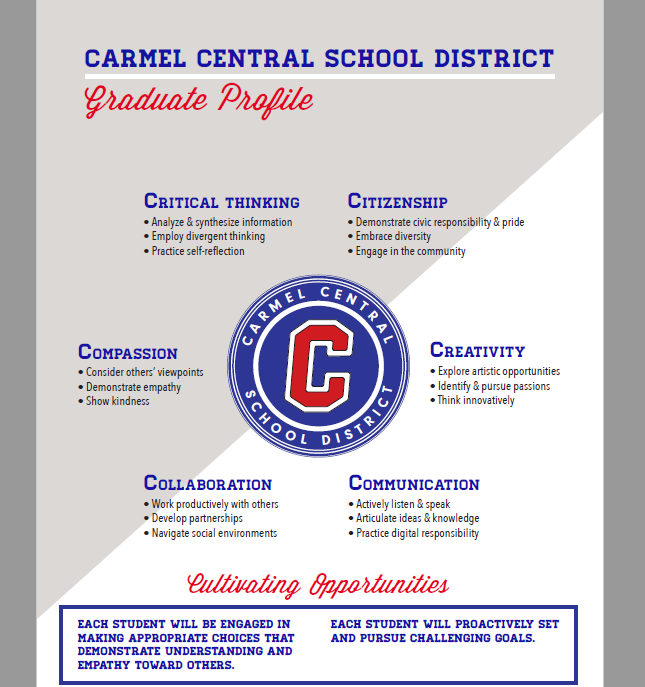 CARMEL CENTRAL SCHOOL DISTRICT
Graduate Profile
CRITICAL THINKING
• Analyze & synthesize information
• Employ divergent thinking
• Practice self-reflection
CITIZENSHIP
• Demonstrate civic responsibility & pride
• Embrace diversity
• Engage in the community
COMPASSION
• Consider others' viewpoints
• Demonstrate empathy
• Show kindness
CARMEL CENTRAL
C
SCHOOL DISTRICT
CREATIVITY
• Explore artistic opportunities
• Identify & pursue passions
• Think innovatively
COLLABORATION
• Work productively with others
• Develop partnerships
• Navigate social environments
COMMUNICATION
• Actively listen & speak
• Articulate ideas & knowledge
• Practice digital responsibility
Cultivating Opportunities
EACH STUDENT WILL BE ENGAGED IN
MAKING APPROPRIATE CHOICES THAT
DEMONSTRATE UNDERSTANDING AND
EMPATHY TOWARD OTHERS.
EACH STUDENT WILL PROACTIVELY SET
AND PURSUE CHALLENGING GOALS.